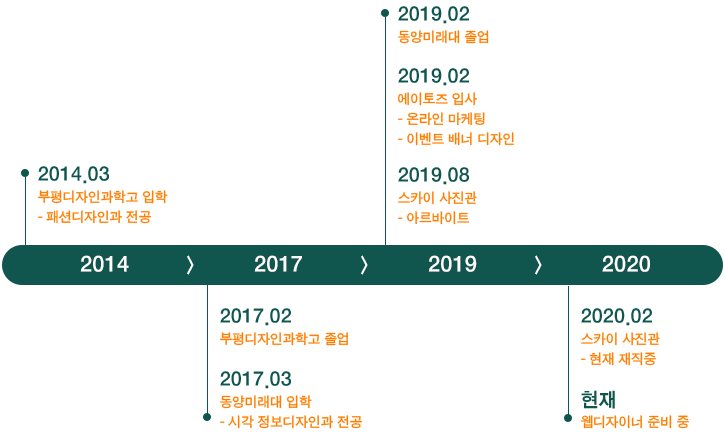 2014.03
부평디자인과학고 입학
- 패션디자인과 전공
2019.02
동양미래대 졸업
2019.02
에이토즈 입사
- 온라인 마케팅
- 이벤트 배너 디자인
2019.08
스카이 사진관
- 아르바이트
2014 〉 2017 〉 2019 〉 2020
2017.02
부평디자인과학고 졸업
2017.03
동양미래대 입학
- 시각 정보디자인과 전공
2020.02
스카이 사진관
- 현재 재직중
현재
웹디자이너 준비 중